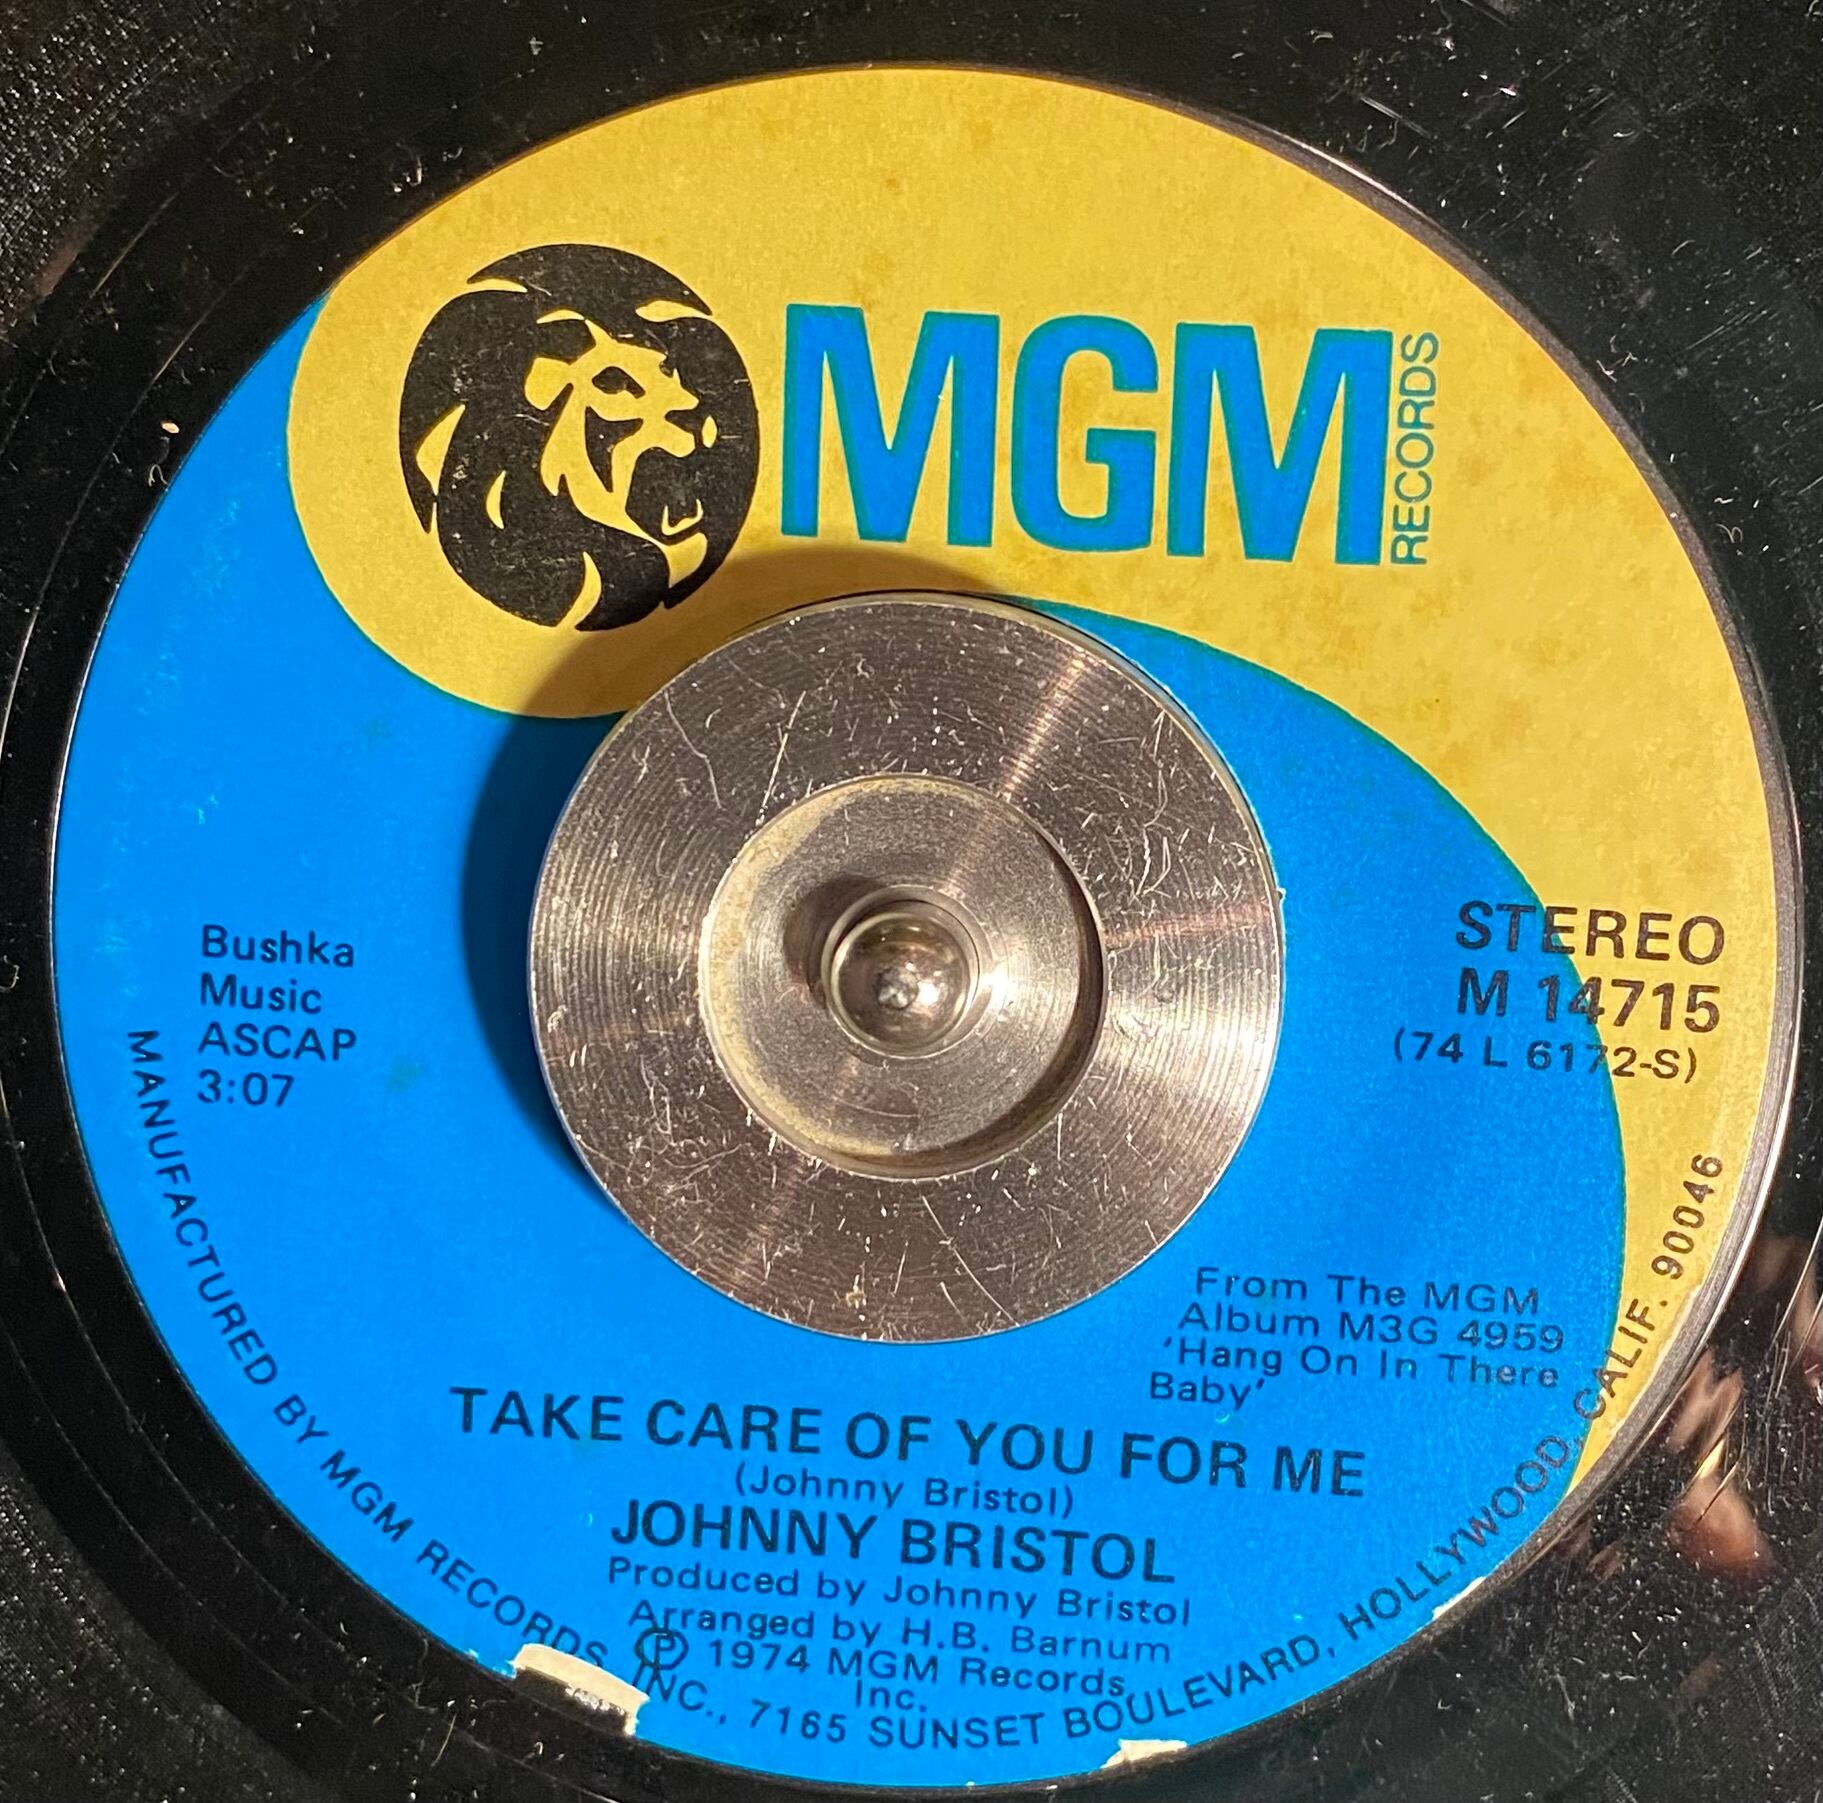 MGM
RECORDS
Bushka
Music
ASCAP
3:07
STEREO
M 14715
(74 L 6172-S)
From The MGM
Album M3G 4959
'Hang On In There
Baby'
TAKE CARE OF YOU FOR ME
(Johnny Bristol)
JOHNNY BRISTOL
Produced by Johnny Bristol
Arranged by H.B. Barnum
Ⓟ 1974 MGM Records,
Inc.
MANUFACTURED BY MGM RECORDS, INC., 7165 SUNSET BOULEVARD, HOLLYWOOD, CALIF. 90046